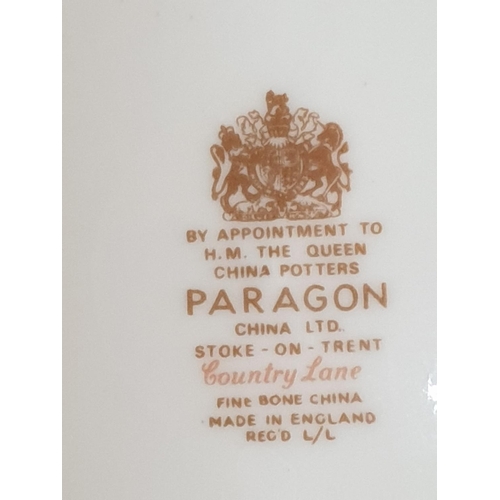 BY APPOINTMENT TO
H.M. THE QUEEN
CHINA POTTERS
PARAGON
CHINA LTD.
STOKE-ON-TRENT
Country Lane
FINE BONE CHINA
MADE IN ENGLAND
REG'D L/L